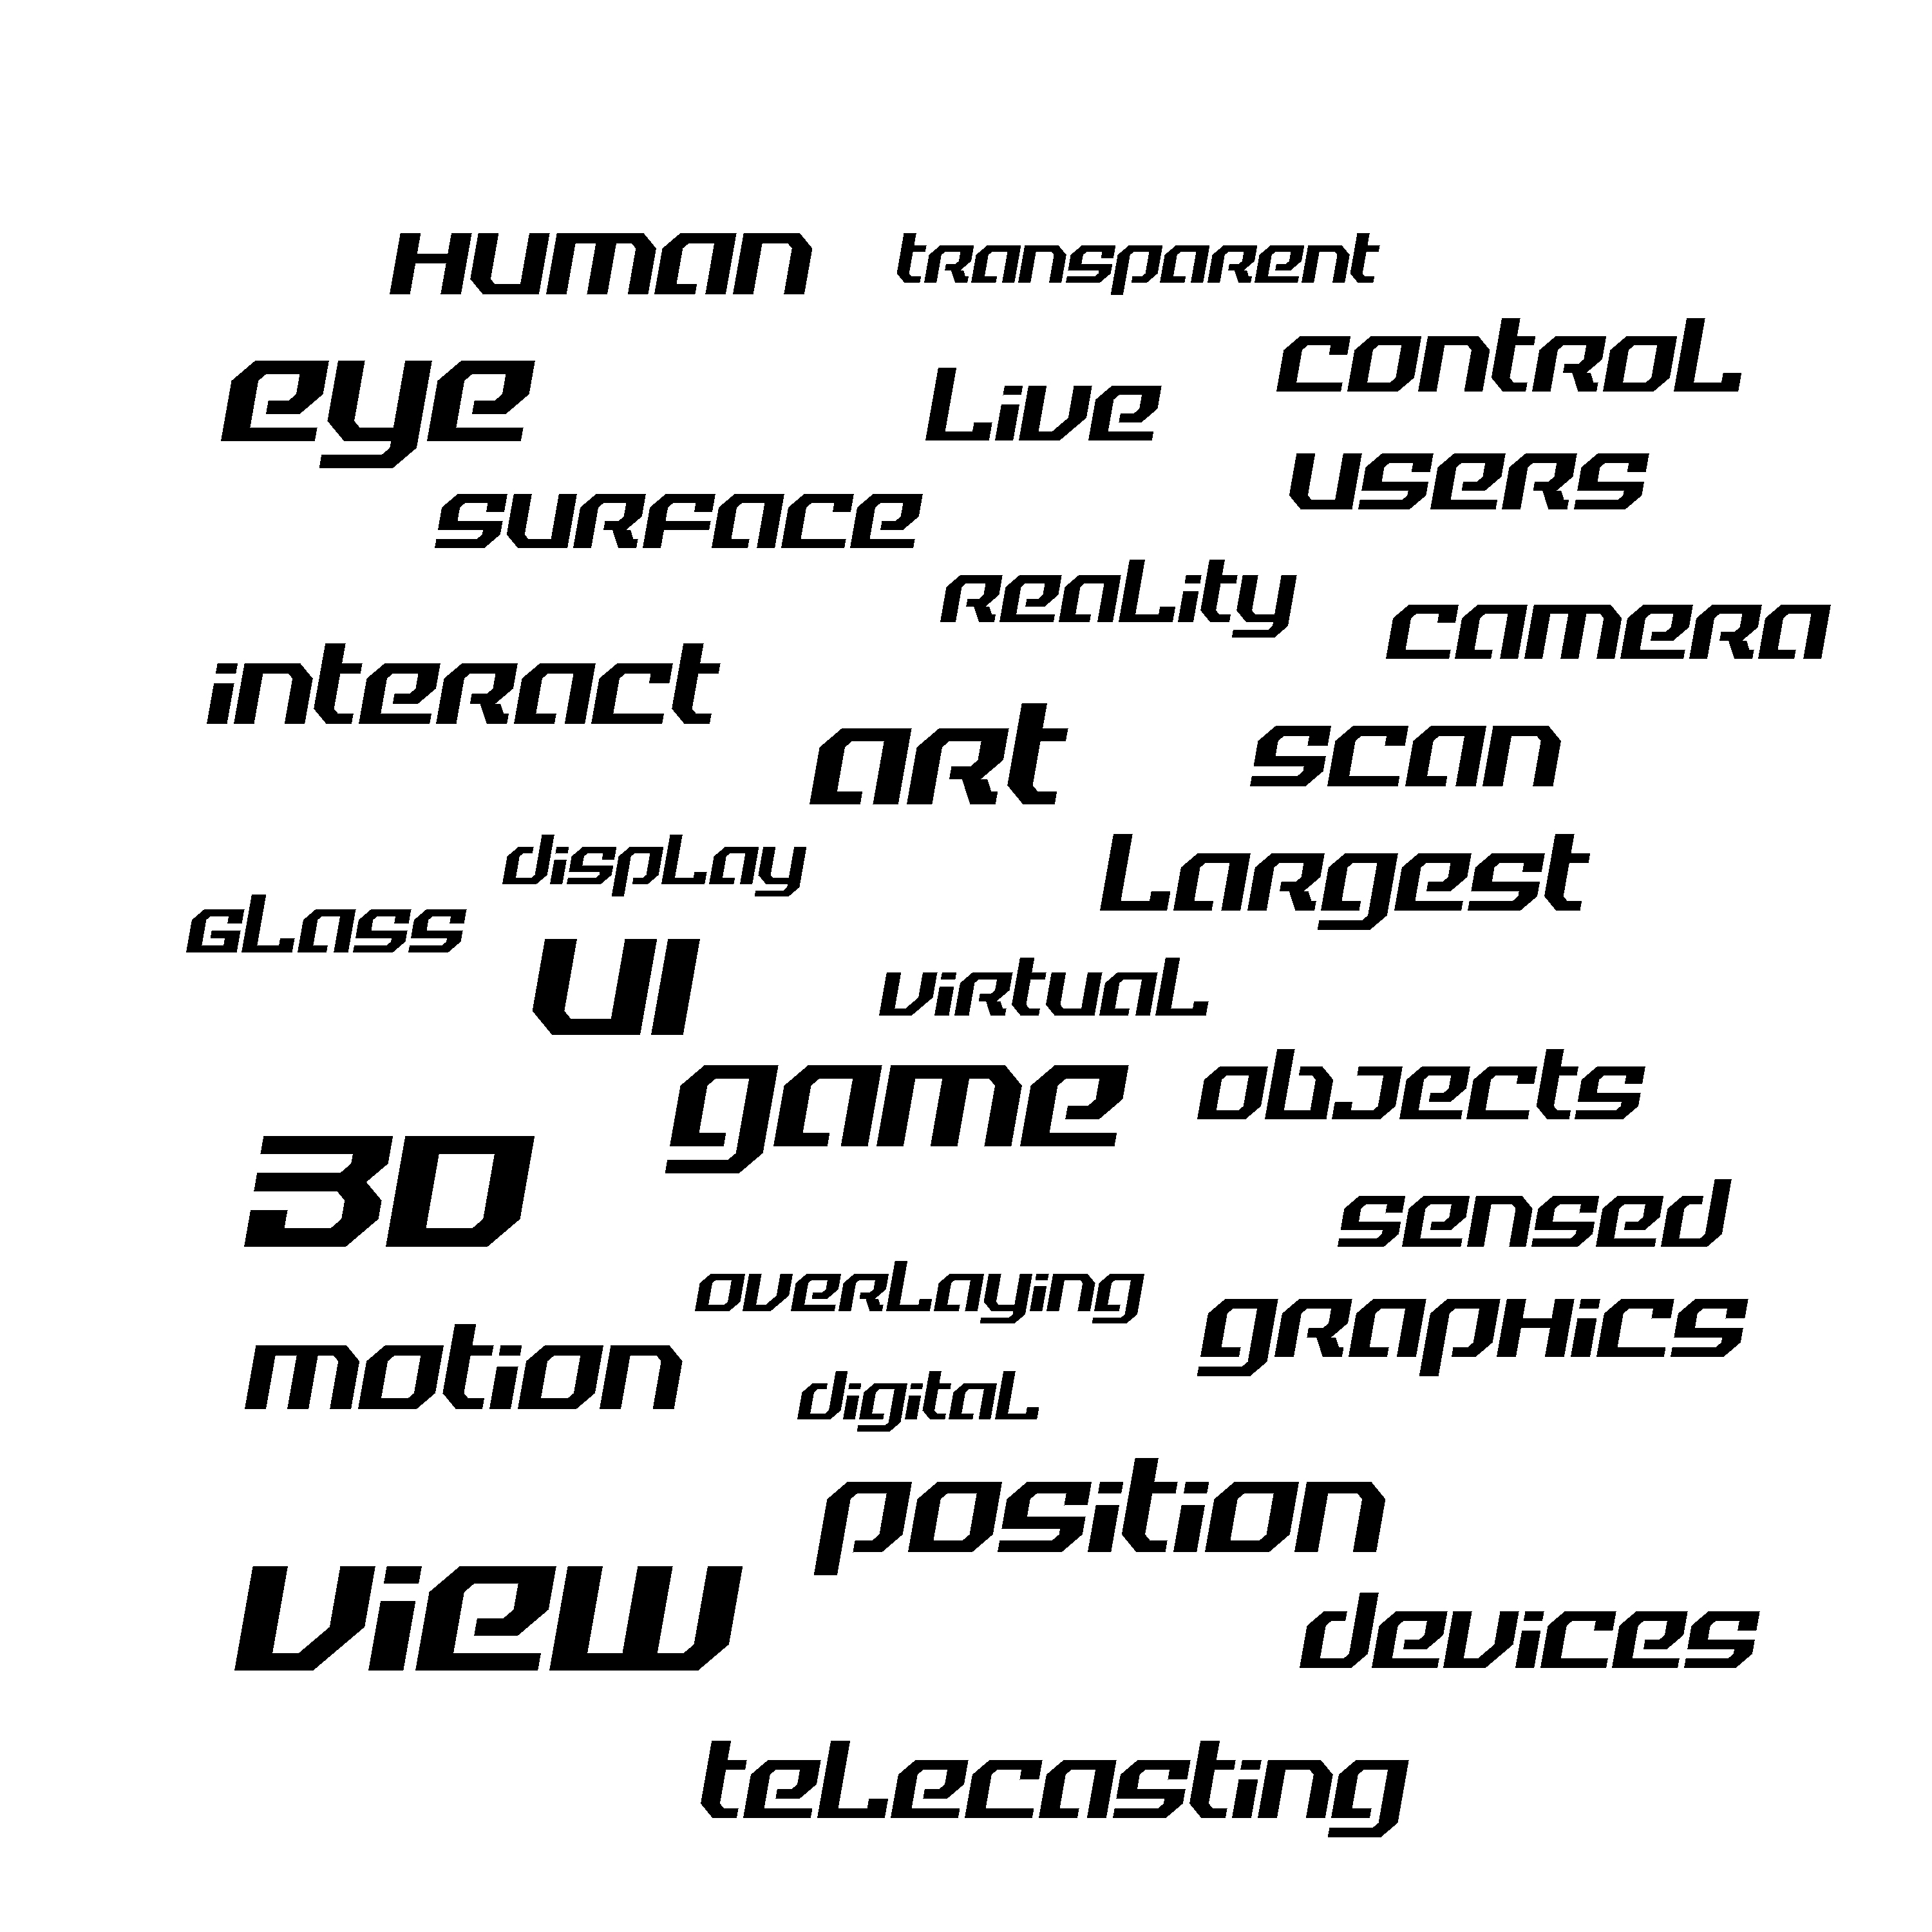 Human
transparent
control
eye
Live
users
surface
Reality
camera
interact
art
scan
display
Largest
Glass
UI
virtual
game
objects
3D
sensed
overlaying
graphics
motion
digital
position
view
devices
telecasting